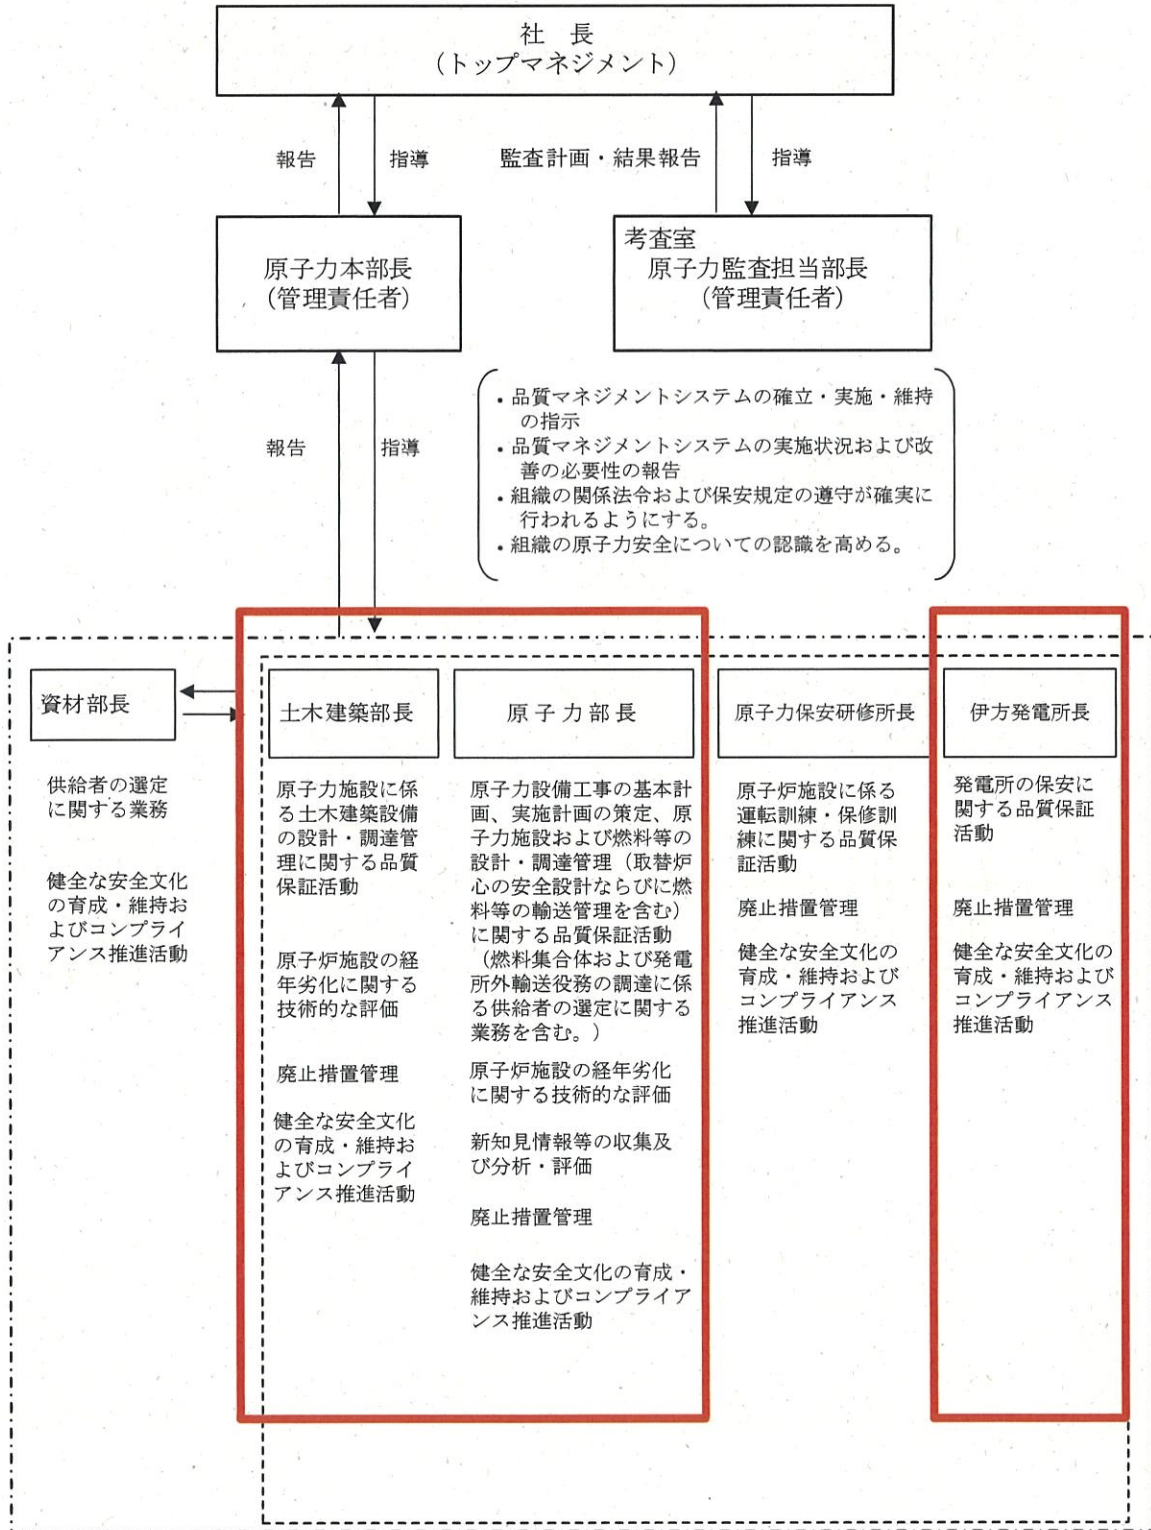 社　長
（トップマネジメント）
報告
指導
監査計画・結果報告
指導
原子力本部長
（管理責任者）
考査室
原子力監査担当部長
（管理責任者）
・品質マネジメントシステムの確立・実施・維持
の指示
・品質マネジメントシステムの実施状況および改
善の必要性の報告
・組織の関係法令および保安規定の遵守が確実に
行われるようにする。
・組織の原子力安全についての認識を高める。
報告
指導
資材部長
供給者の選定
に関する業務
健全な安全文化
の育成・維持お
よびコンプライ
アンス推進活動
土木建築部長
原子力施設に係
る土木建築設備
の設計・調達管
理に関する品質
保証活動
原子炉施設の経
年劣化に関する
技術的な評価
廃止措置管理
健全な安全文化
の育成・維持お
よびコンプライ
アンス推進活動
原子力部長
原子力設備工事の基本計
画、実施計画の策定、原
子力施設および燃料等の
設計・調達管理（取替炉
心の安全設計ならびに燃
料等の輸送管理を含む）
に関する品質保証活動
（燃料集合体および発電
所外輸送役務の調達に係
る供給者の選定に関する
業務を含む。）
原子炉施設の経年劣化
に関する技術的な評価
新知見情報等の収集及
び分析・評価
廃止措置管理
健全な安全文化の育成・
維持およびコンプライア
ンス推進活動
原子力保安研修所長
原子炉施設に係る
運転訓練・保修訓
練に関する品質保
証活動
廃止措置管理
健全な安全文化の
育成・維持および
コンプライアンス
推進活動
伊方発電所長
発電所の保安に
関する品質保証
活動
廃止措置管理
健全な安全文化の
育成・維持および
コンプライアンス
推進活動